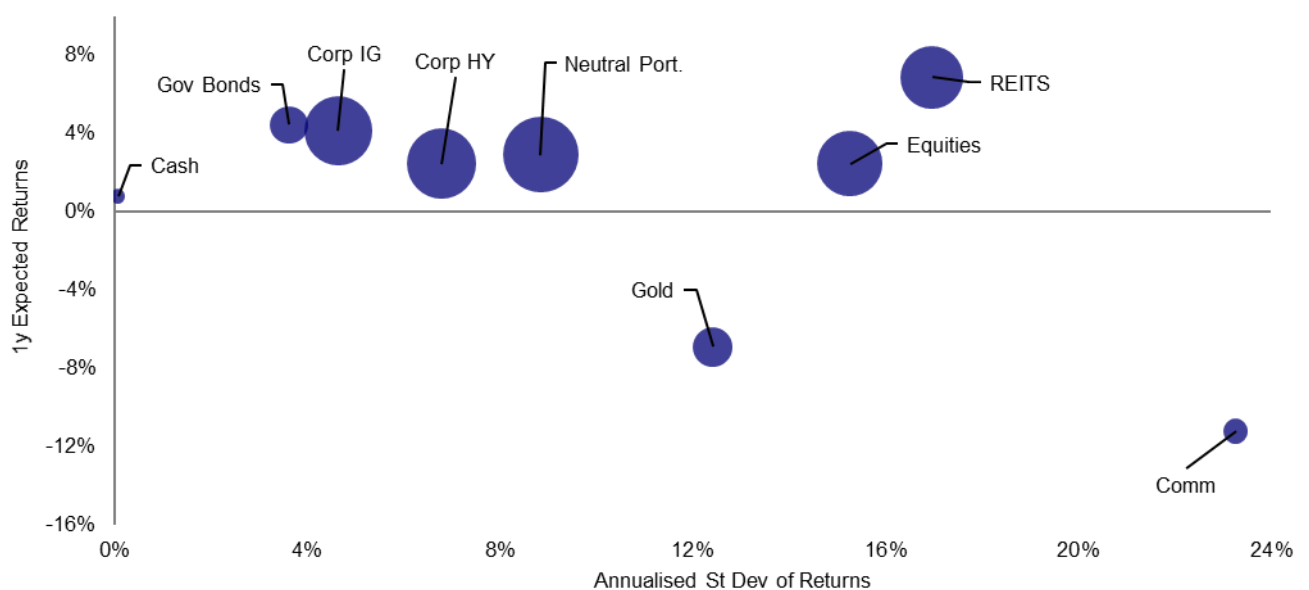 8%
4%
0%
-4%
-8%
-12%
-16%
1y Expected Returns
Cash
Gov Bonds
Corp IG
Corp HY
Neutral Port.
Equities
REITS
Gold
Comm
0%
4%
8%
12%
16%
20%
24%
Annualised St Dev of Returns